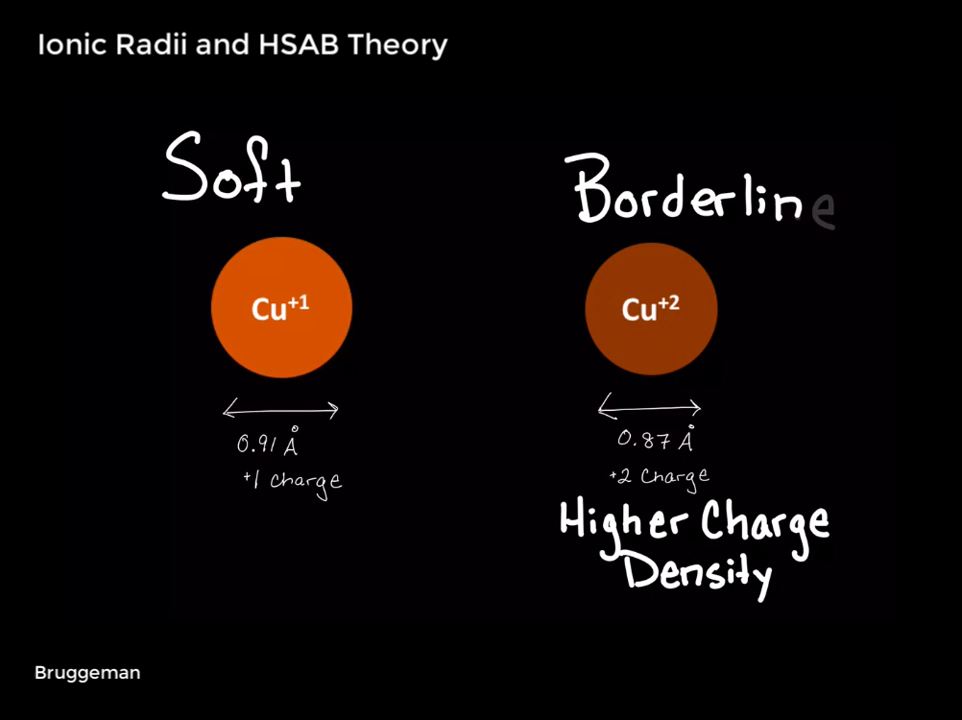 Ionic Radii and HSAB Theory
Soft
Borderline
Cu+1
Cu+2
0.91 Å
0.87 Å
+1 charge
+2 charge
Higher Charge
Density
Bruggeman